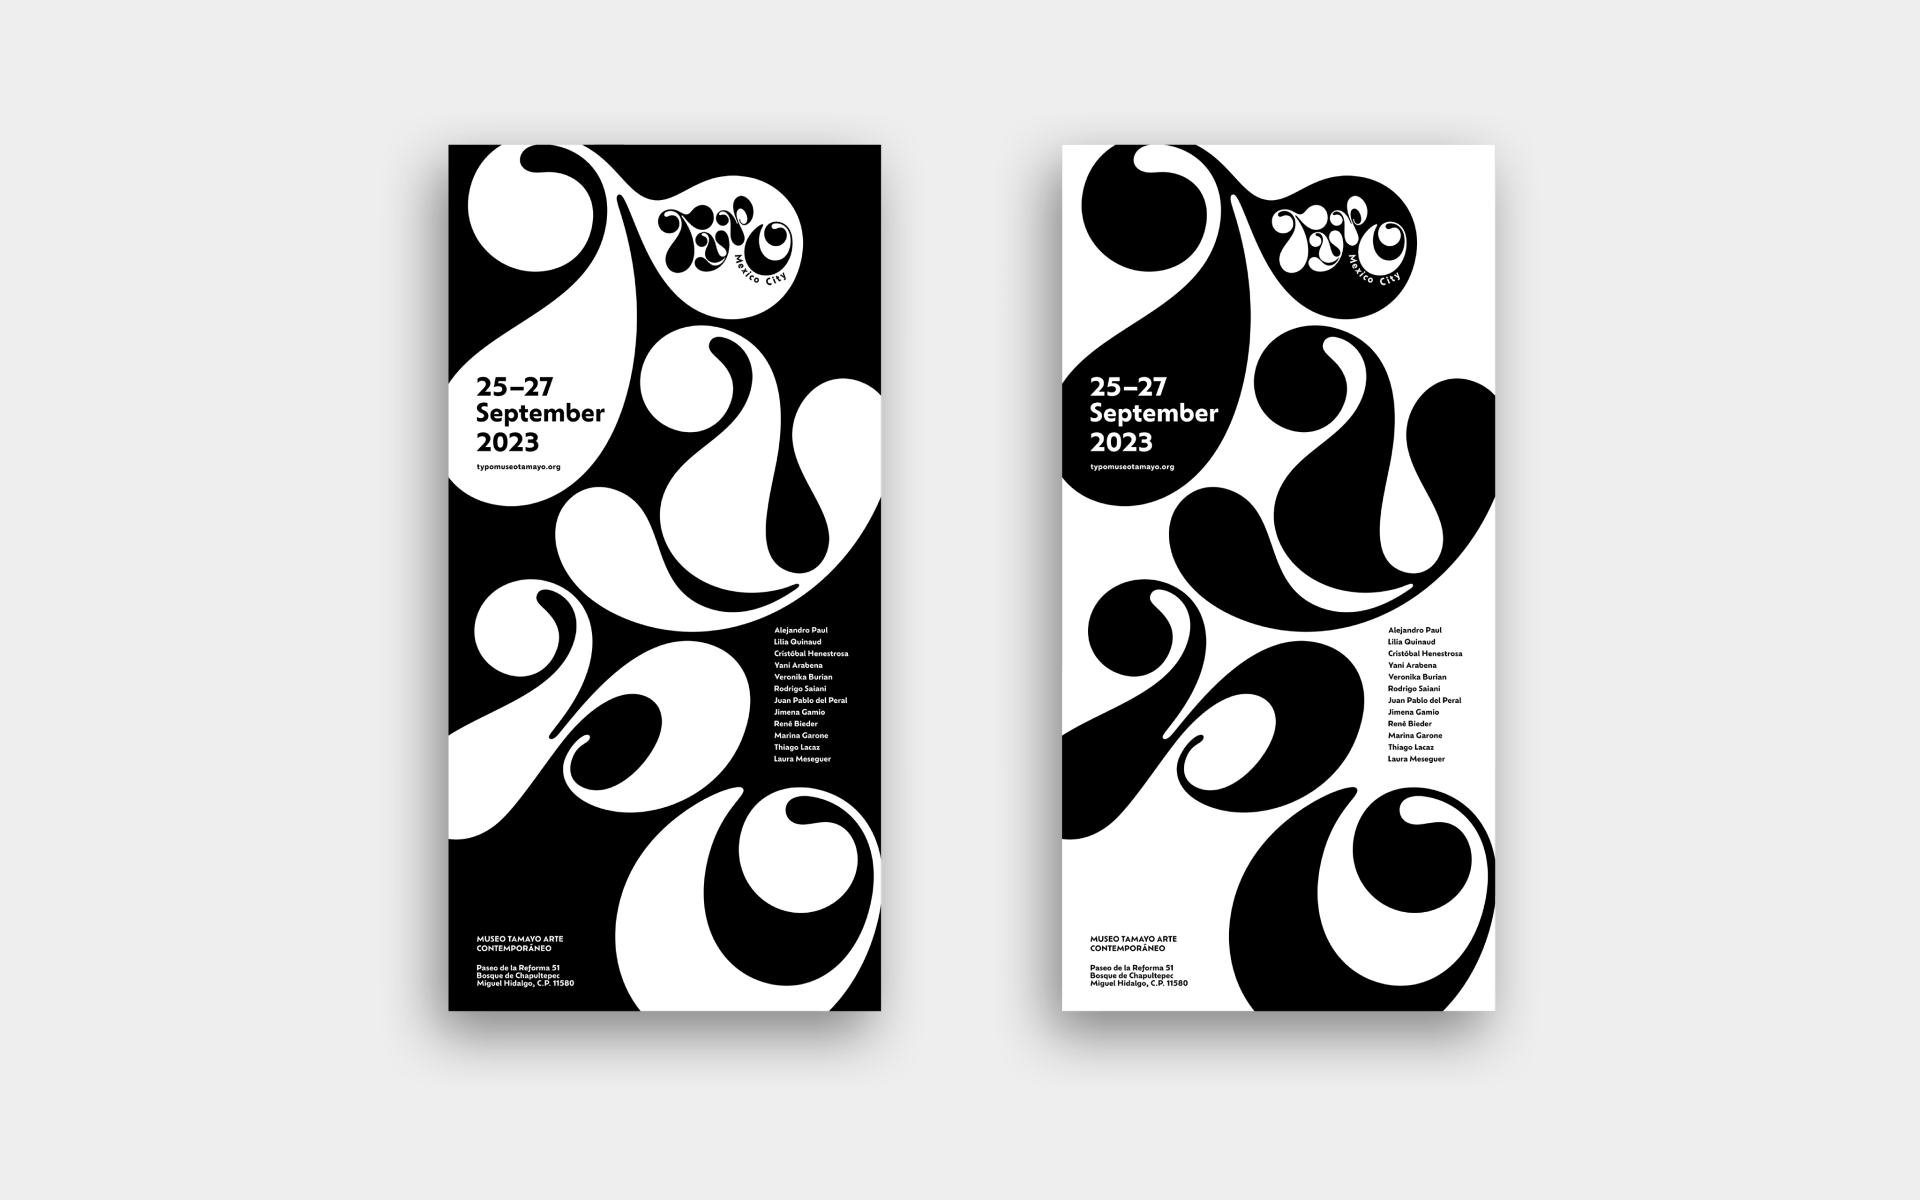 Typo
Mexico City
25–27
September
2023
typomuseotamayo.org
Alejandro Paul
Lilia Quinaud
Cristóbal Henestrosa
Yani Arabena
Veronika Burian
Rodrigo Saiani
Juan Pablo del Peral
Jimena Gamio
René Bieder
Marina Garone
Thiago Lacaz
Laura Meseguer
MUSEO TAMAYO ARTE
CONTEMPORÁNEO
Paseo de la Reforma 51
Bosque de Chapultepec
Miguel Hidalgo, C.P. 11580
Typo
Mexico City
25–27
September
2023
typomuseotamayo.org
Alejandro Paul
Lilia Quinaud
Cristóbal Henestrosa
Yani Arabena
Veronika Burian
Rodrigo Saiani
Juan Pablo del Peral
Jimena Gamio
René Bieder
Marina Garone
Thiago Lacaz
Laura Meseguer
MUSEO TAMAYO ARTE
CONTEMPORÁNEO
Paseo de la Reforma 51
Bosque de Chapultepec
Miguel Hidalgo, C.P. 11580